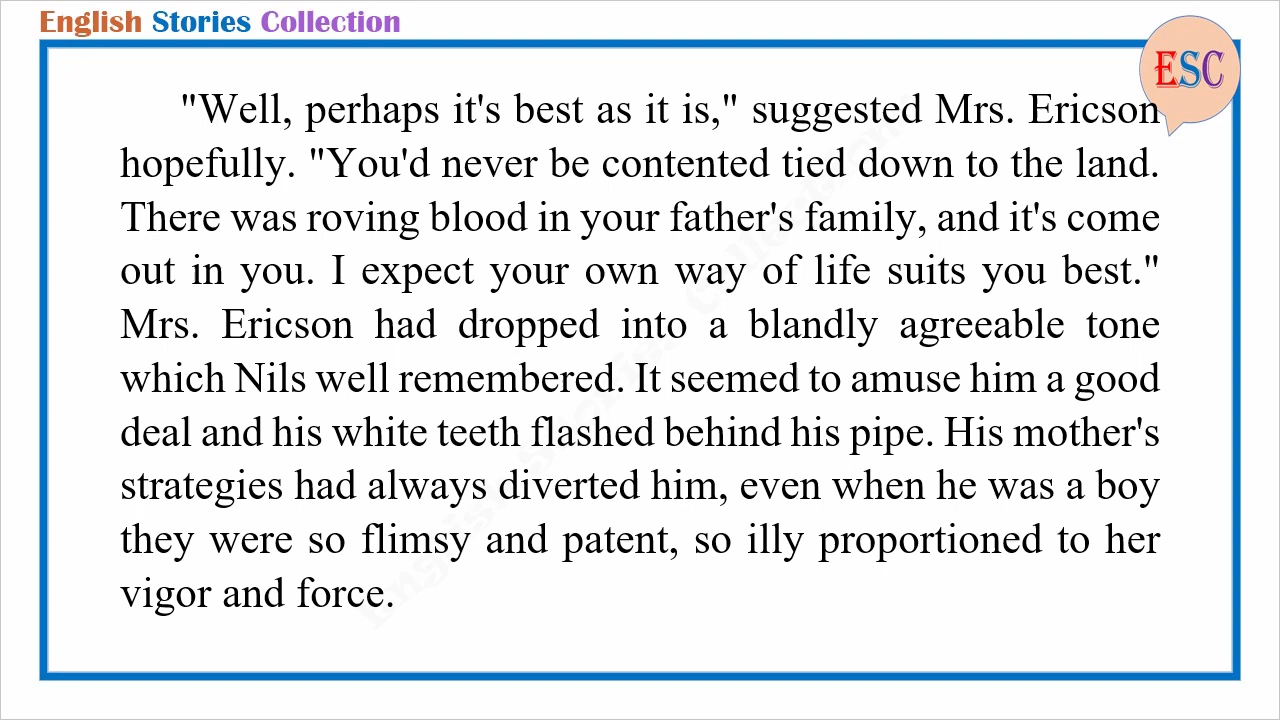 English Stories Collection
ESC
"Well, perhaps it's best as it is," suggested Mrs. Ericson
hopefully. "You'd never be contented tied down to the land.
There was roving blood in your father's family, and it's come
out in you. I expect your own way of life suits you best."
Mrs. Ericson had dropped into a blandly agreeable tone
which Nils well remembered. It seemed to amuse him a good
deal and his white teeth flashed behind his pipe. His mother's
strategies had always diverted him, even when he was a boy
they were so flimsy and patent, so illy proportioned to her
vigor and force.
English Stories Collection